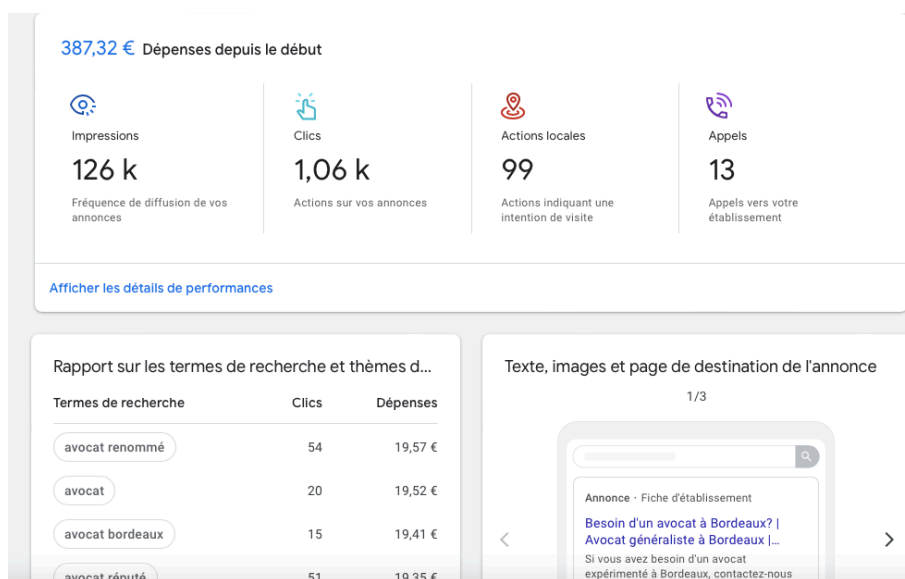 387,32 € Dépenses depuis le début
Impressions
126 k
Fréquence de diffusion de vos
annonces
Clics
1,06 k
Actions sur vos annonces
Actions locales
99
Actions indiquant une
intention de visite
Appels
13
Appels vers votre
établissement
Afficher les détails de performances
Rapport sur les termes de recherche et thèmes d...
Termes de recherche Clics Dépenses
avocat renommé 54 19,57 €
avocat 20 19,52 €
avocat bordeaux 15 19,41 €
avocat réputé 51 19,35 €
Texte, images et page de destination de l'annonce
1/3
Annonce · Fiche d'établissement
Besoin d'un avocat à Bordeaux? |
Avocat généraliste à Bordeaux |...
Si vous avez besoin d'un avocat
expérimenté à Bordeaux, contactez-nous